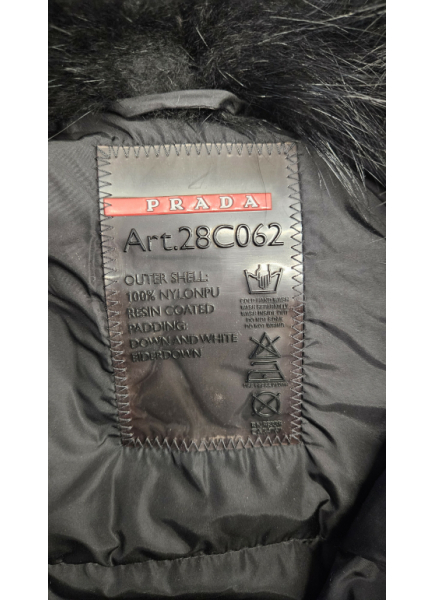 PRADA
Art.28C062
OUTER SHELL:
100% NYLONPU
RESIN COATED
PADDING:
DOWN AND WHITE
EIDERDOWN